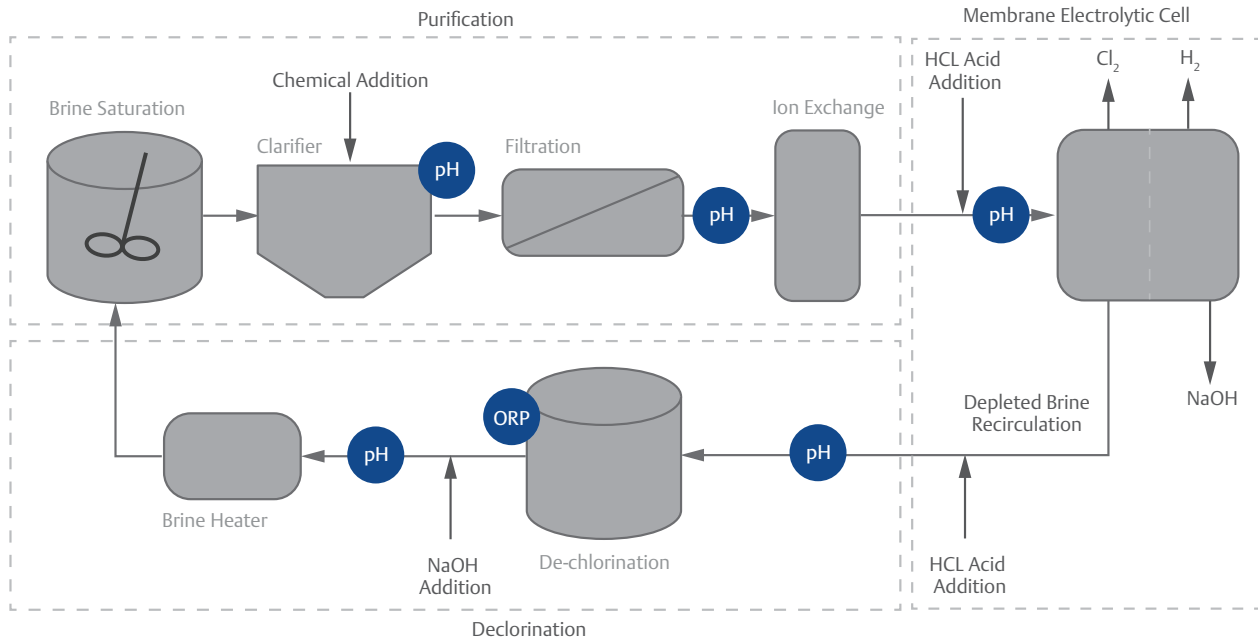 Purification
Membrane Electrolytic Cell
Chemical Addition
HCL Acid
Addition
Cl2
H2
Brine Saturation
Clarifier
Filtration
Ion Exchange
pH
pH
pH
Depleted Brine
Recirculation
NaOH
ORP
pH
pH
Brine Heater
NaOH
Addition
De-chlorination
HCL Acid
Addition
Declorination